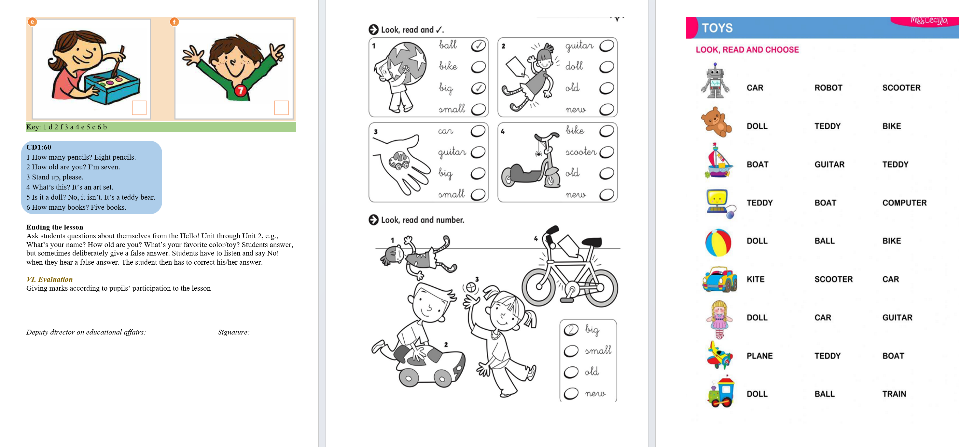 e
f
7
Key: 1 d 2 f 3 a 4 e 5 c 6 b
CD1:60
1 How many pencils? Eight pencils.
2 How old are you? I'm seven.
3 Stand up, please.
4 What's this? It's an art set.
5 Is it a doll? No, it isn't. It's a teddy bear.
6 How many books? Five books.
Ending the lesson
Ask students questions about themselves from the Hello! Unit through Unit 2, e.g.,
What's your name? How old are you? What's your favorite color/toy? Students answer,
but sometimes deliberately give a false answer. Students have to listen and say No!
when they hear a false answer. The student then has to correct his/her answer.
VI. Evaluation
Giving marks according to pupils' participation to the lesson
Deputy director on educational affairs:
Signature:
Look, read and ✓.
1
ball ✓
bike
big ✓
small
2
guitar
doll
old
new
3
car
guitar
big
small
4
bike
scooter
old
new
Look, read and number.
1
4
3
2
big
small
old
new
TOYS
LOOK, READ AND CHOOSE
CAR ROBOT SCOOTER
DOLL TEDDY BIKE
BOAT GUITAR TEDDY
TEDDY BOAT COMPUTER
DOLL BALL BIKE
KITE SCOOTER CAR
DOLL CAR GUITAR
PLANE TEDDY BOAT
DOLL BALL TRAIN